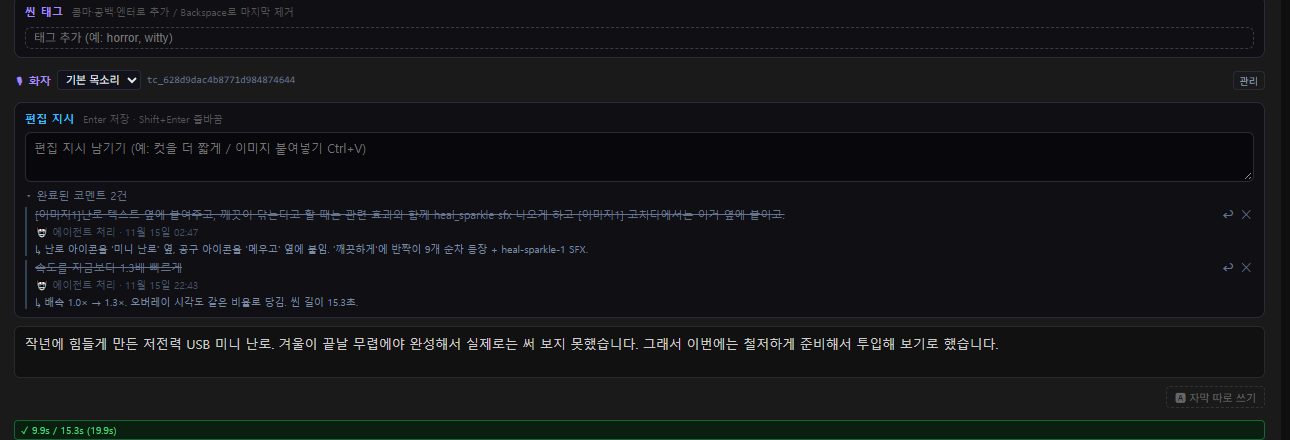 씬 태그 콤마·공백·엔터로 추가 / Backspace로 마지막 제거
태그 추가 (예: horror, witty)
화자 기본 목소리 tc_628d9dac4b8771d984874644 관리
편집 지시 Enter 저장 · Shift+Enter 줄바꿈
편집 지시 남기기 (예: 컷을 더 짧게 / 이미지 붙여넣기 Ctrl+V)
완료된 코멘트 2건
[이미지1]난로 텍스트 옆에 붙여주고, 깨끗이 닦는다고 할 때는 관련 효과와 함께 heal_sparkle sfx 나오게 하고 [이미지1] 고치다에서는 이거 옆에 붙이고.
에이전트 처리 · 11월 15일 02:47
↳ 난로 아이콘을 '미니 난로' 옆, 공구 아이콘을 '메우고' 옆에 붙임. '깨끗하게'에 반짝이 9개 순차 등장 + heal-sparkle-1 SFX.
속도를 지금보다 1.3배 빠르게
에이전트 처리 · 11월 15일 22:43
↳ 배속 1.0× → 1.3×. 오버레이 시각도 같은 비율로 당김. 씬 길이 15.3초.
작년에 힘들게 만든 저전력 USB 미니 난로. 겨울이 끝날 무렵에야 완성해서 실제로는 써 보지 못했습니다. 그래서 이번에는 철저하게 준비해서 투입해 보기로 했습니다.
A 자막 따로 쓰기
✓ 9.9s / 15.3s (19.9s)